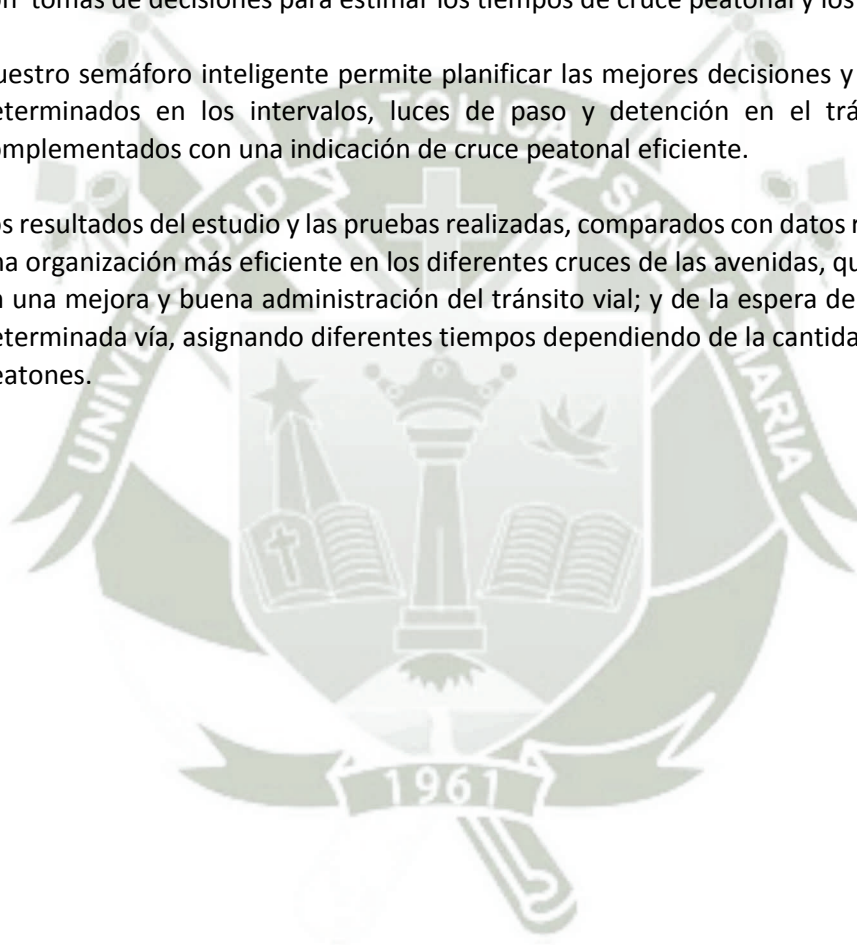 tomas de decisiones para estimar los tiempos de cruce peatonal y los
uestro semáforo inteligente permite planificar las mejores decisiones y
eterminados en los intervalos, luces de paso y detención en el trá
omplementados con una indicación de cruce peatonal eficiente.
os resultados del estudio y las pruebas realizadas, comparados con datos
na organización más eficiente en los diferentes cruces de las avenidas, qu
una mejora y buena administración del tránsito vial; y de la espera de
eterminada vía, asignando diferentes tiempos dependiendo de la cantida
eatones.
UNIVERSIDAD CATOLICA SANTA MARIA
1961